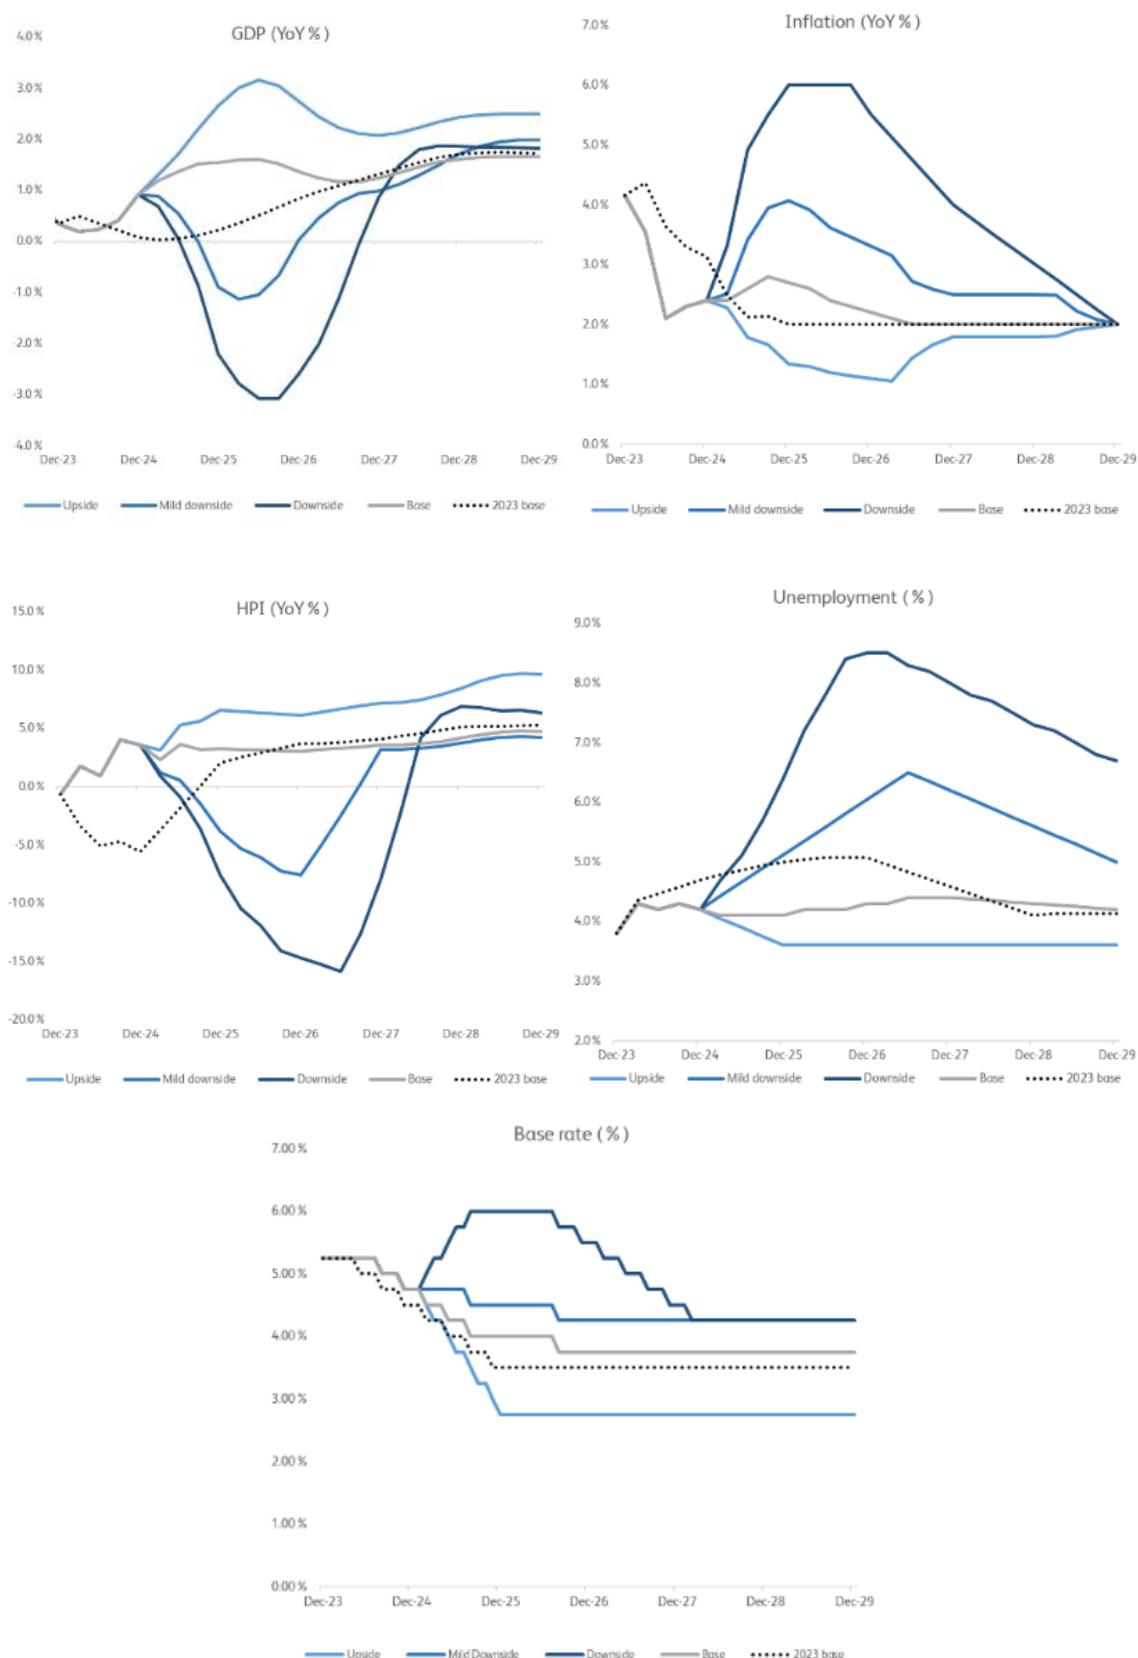 GDP (YoY %)
4.0 %
3.0 %
2.0 %
1.0 %
0.0 %
-1.0 %
-2.0 %
-3.0 %
-4.0 %
Dec-23 Dec-24 Dec-25 Dec-26 Dec-27 Dec-28 Dec-29
Upside Mild downside Downside Base 2023 base
Inflation (YoY %)
7.0 %
6.0 %
5.0 %
4.0 %
3.0 %
2.0 %
1.0 %
0.0 %
Dec-23 Dec-24 Dec-25 Dec-26 Dec-27 Dec-28 Dec-29
Upside Mild downside Downside Base 2023 base
HPI (YoY %)
15.0 %
10.0 %
5.0 %
0.0 %
-5.0 %
-10.0 %
-15.0 %
-20.0 %
Dec-23 Dec-24 Dec-25 Dec-26 Dec-27 Dec-28 Dec-29
Upside Mild downside Downside Base 2023 base
Unemployment ( %)
9.0 %
8.0 %
7.0 %
6.0 %
5.0 %
4.0 %
3.0 %
2.0 %
Dec-23 Dec-24 Dec-25 Dec-26 Dec-27 Dec-28 Dec-29
Upside Mild downside Downside Base 2023 base
Base rate ( %)
7.00 %
6.00 %
5.00 %
4.00 %
3.00 %
2.00 %
1.00 %
0.00 %
Dec-23 Dec-24 Dec-25 Dec-26 Dec-27 Dec-28 Dec-29
Upside Mild Downside Downside Base 2023 base